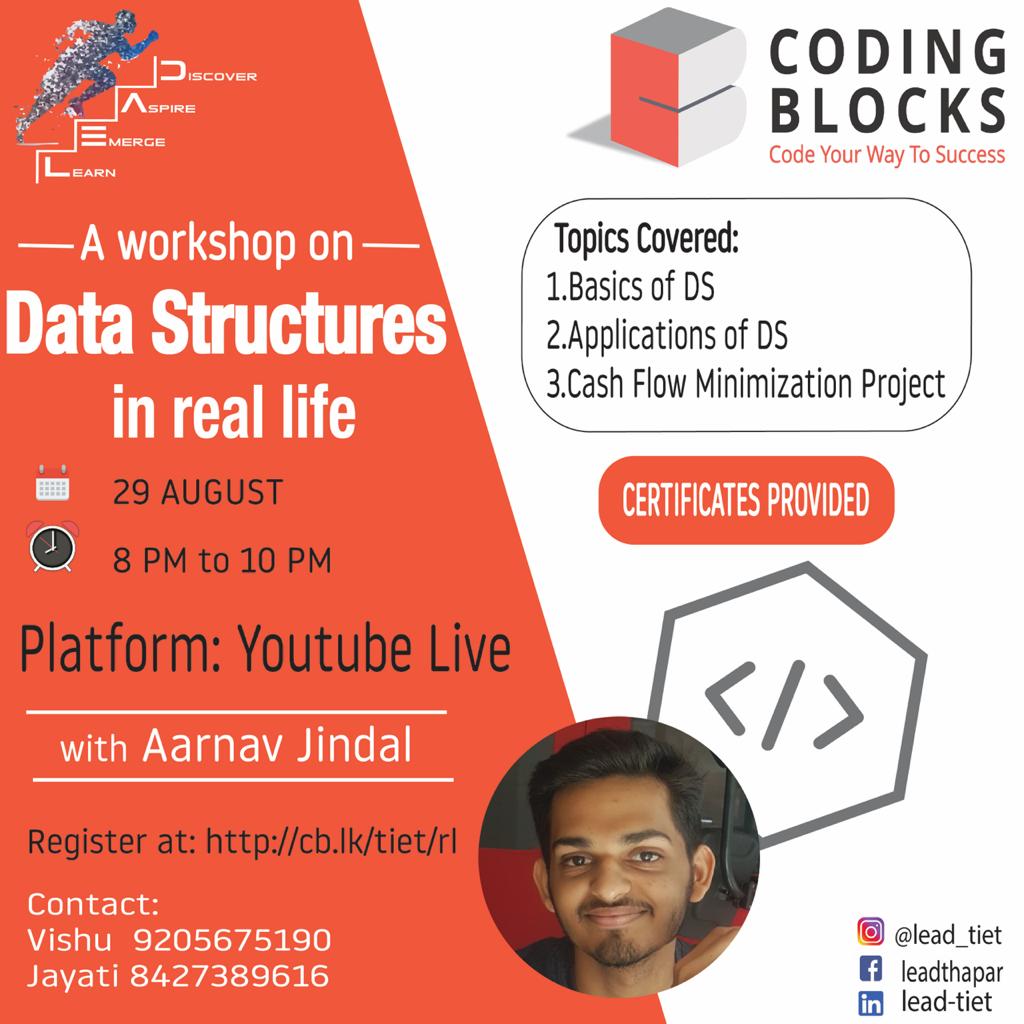 DISCOVER
ASPIRE
EMERGE
LEARN
CODING
BLOCKS
Code Your Way To Success
A workshop on
Data Structures
in real life
29 AUGUST
8 PM to 10 PM
Platform: Youtube Live
with Aarnav Jindal
Register at: http://cb.lk/tiet/rl
Contact:
Vishu 9205675190
Jayati 8427389616
Topics Covered:
1.Basics of DS
2.Applications of DS
3.Cash Flow Minimization Project
CERTIFICATES PROVIDED
</>
@lead_tiet
leadthapar
lead-tiet